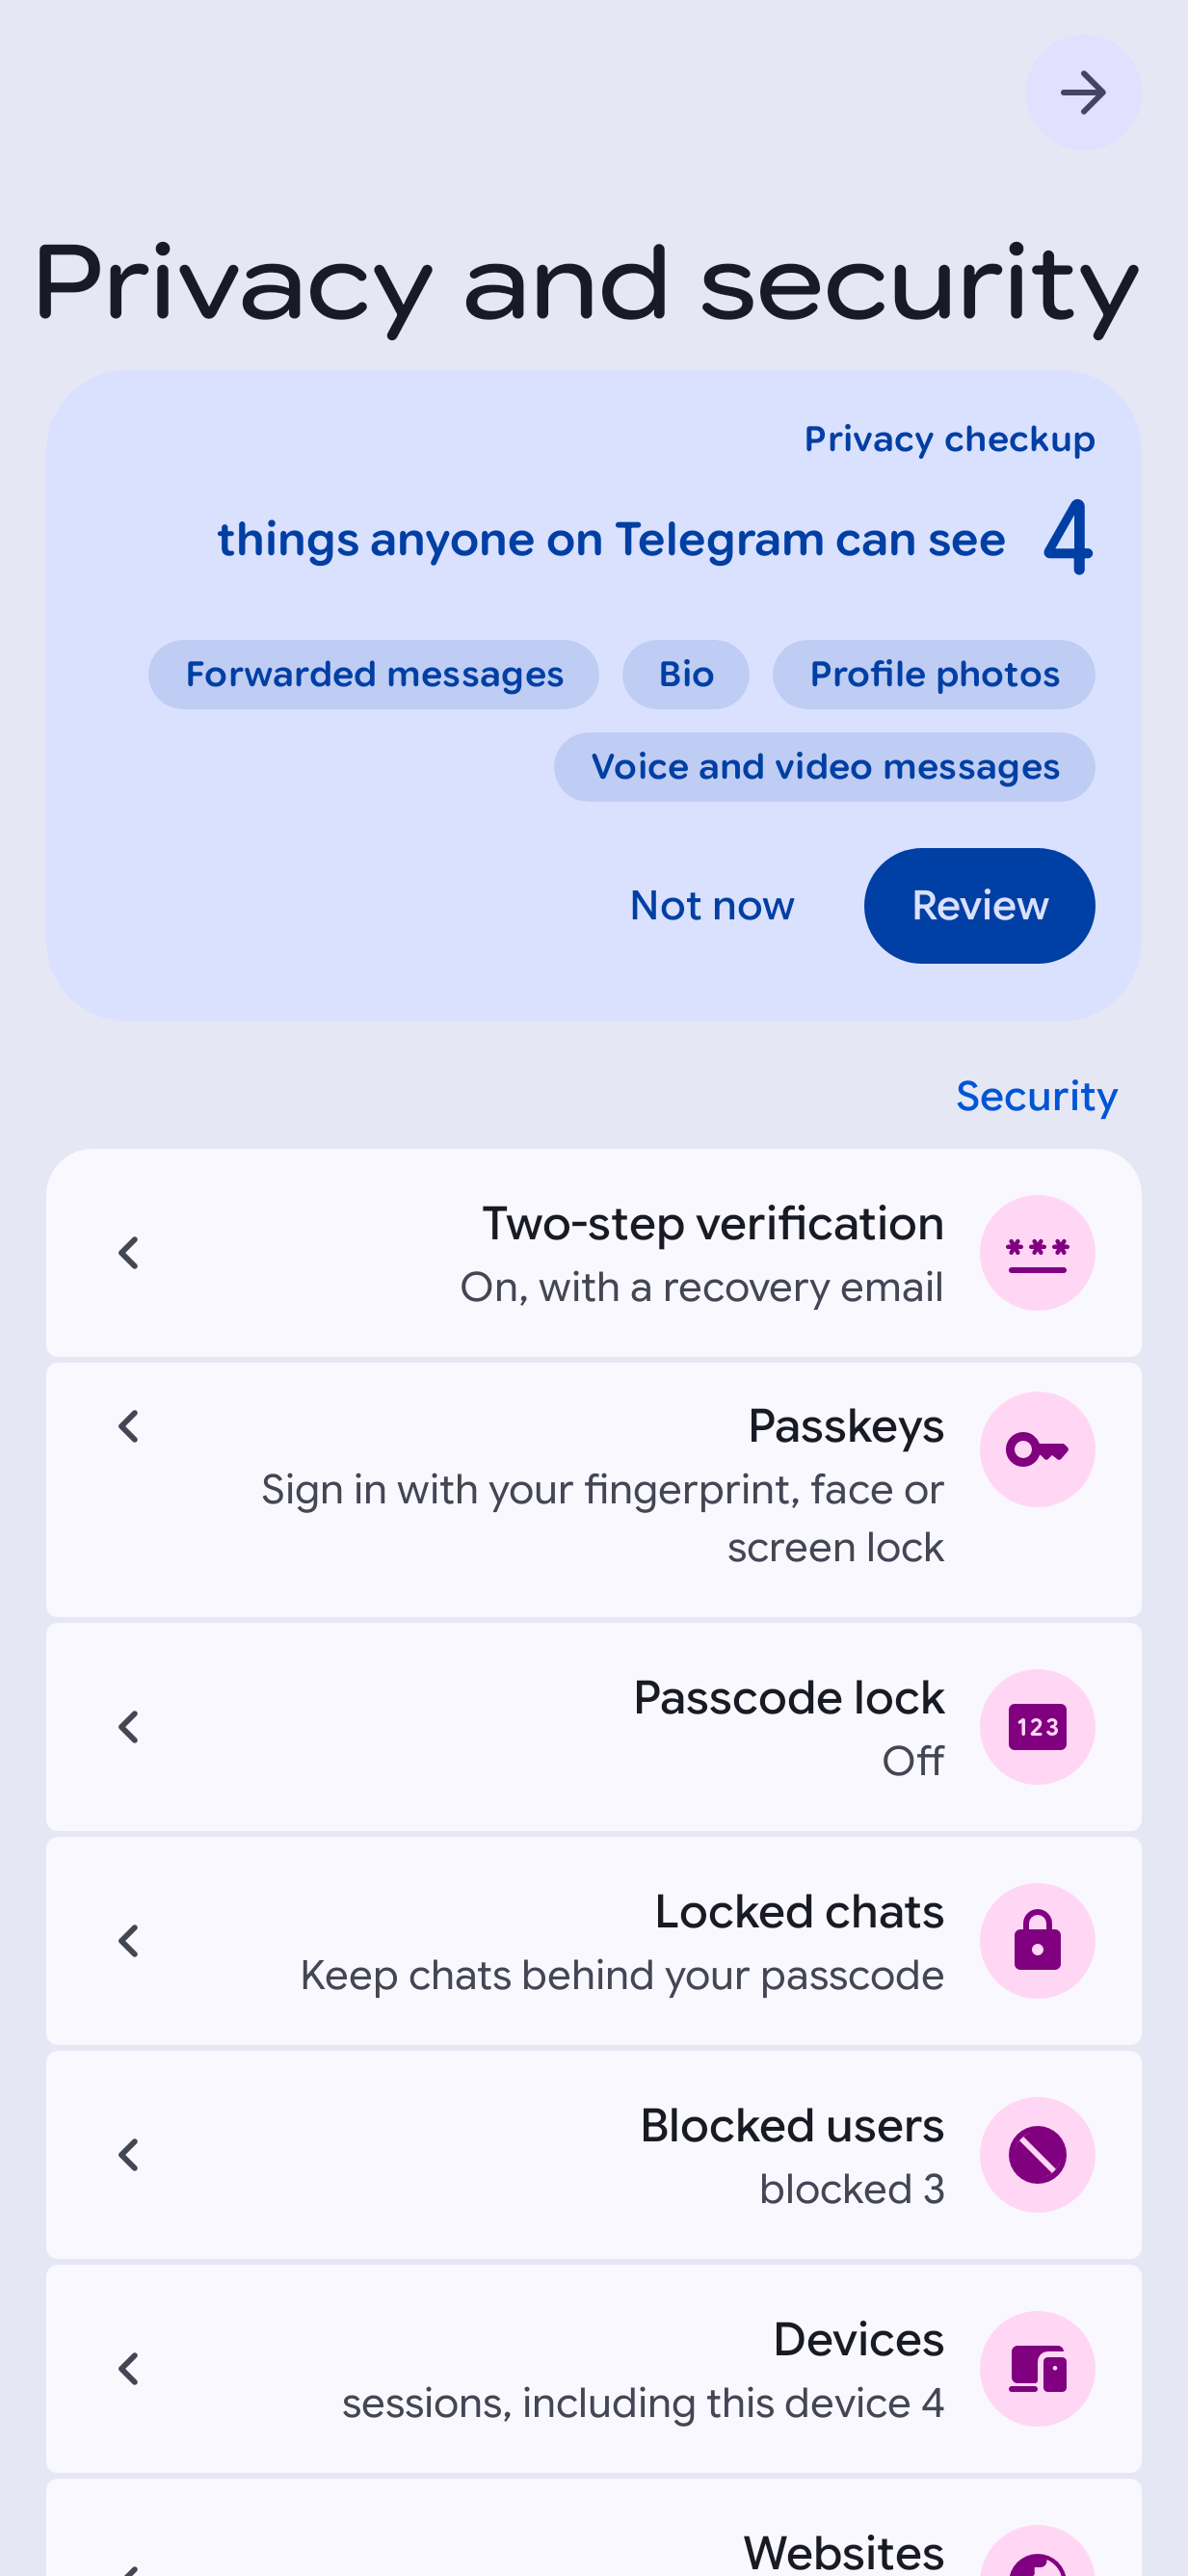 Privacy and security
Privacy checkup
4 things anyone on Telegram can see
Profile photos
Bio
Forwarded messages
Voice and video messages
Review
Not now
Security
Two-step verification
On, with a recovery email
Passkeys
Sign in with your fingerprint, face or
screen lock
Passcode lock
Off
123
Locked chats
Keep chats behind your passcode
Blocked users
blocked 3
Devices
sessions, including this device 4
Websites